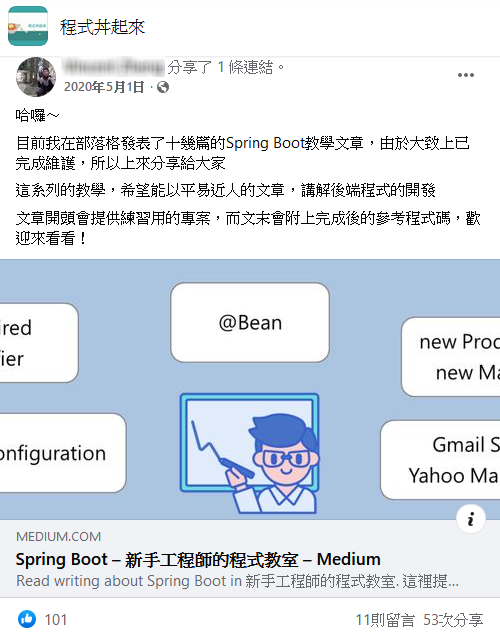 程式丼起來
分享了 1 條連結。
2020年5月1日
哈囉～
目前我在部落格發表了十幾篇的Spring Boot教學文章，由於大致上已
完成維護，所以上來分享給大家
這系列的教學，希望能以平易近人的文章，講解後端程式的開發
文章開頭會提供練習用的專案，而文末會附上完成後的參考程式碼，歡
迎來看看！
ired
fier
@Bean
new Proc
new Ma
onfiguration
Gmail S
Yahoo Ma
MEDIUM.COM
Spring Boot – 新手工程師的程式教室 – Medium
Read writing about Spring Boot in 新手工程師的程式教室. 這裡提...
101
11則留言 53次分享